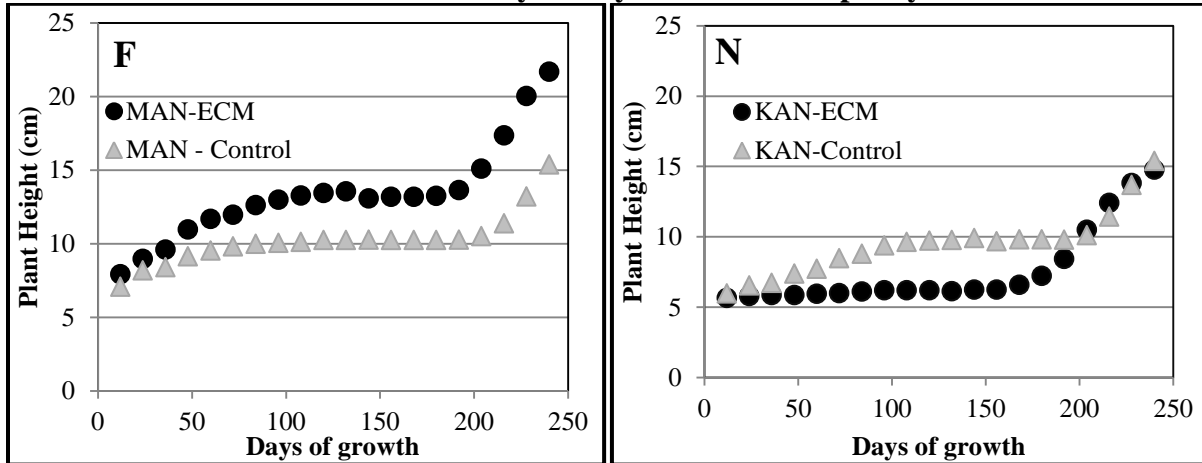 25
20
15
10
5
0
Plant Height (cm)
F
MAN-ECM
MAN - Control
0 50 100 150 200 250
Days of growth
25
20
15
10
5
0
Plant Height (cm)
N
KAN-ECM
KAN-Control
0 50 100 150 200 250
Days of growth